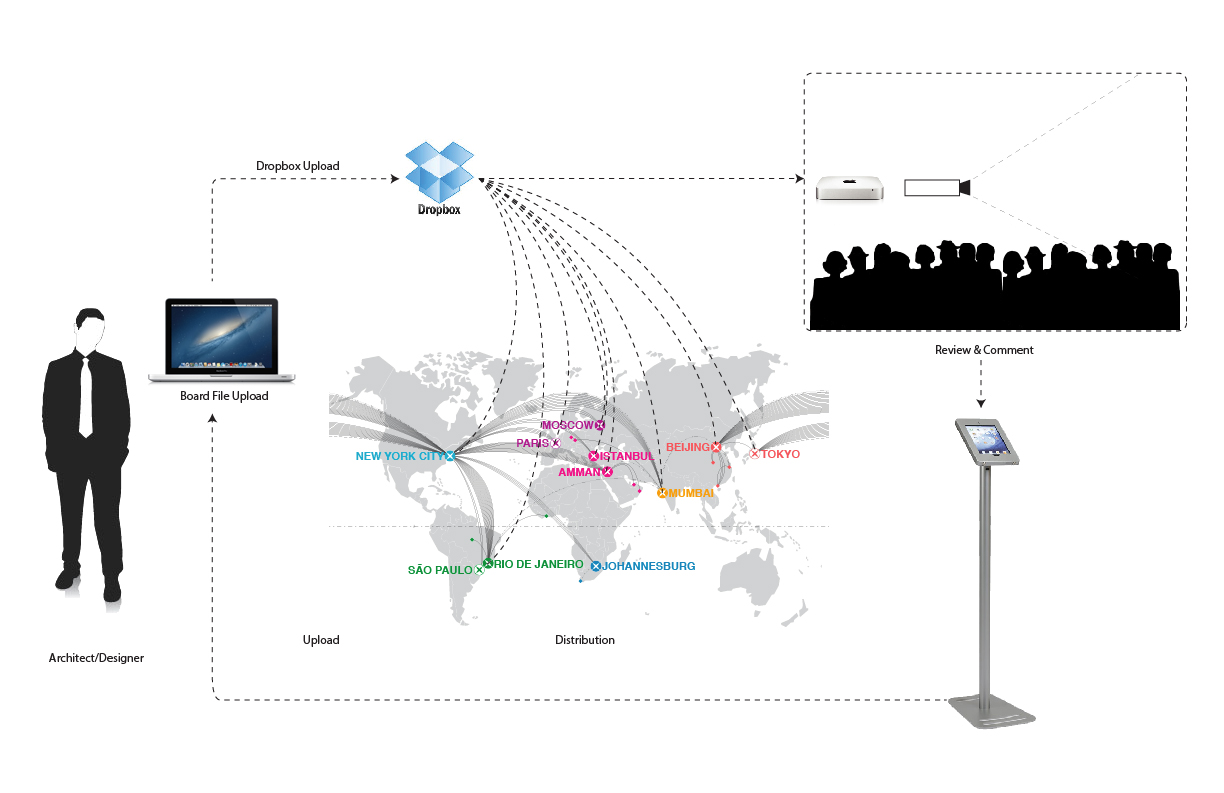 Dropbox Upload
Dropbox
Review & Comment
Board File Upload
MOSCOW
PARIS
NEW YORK CITY
ISTANBUL
BEIJING
TOKYO
AMMAN
MUMBAI
SÃO PAULO
RIO DE JANEIRO
JOHANNESBURG
Upload
Distribution
Architect/Designer